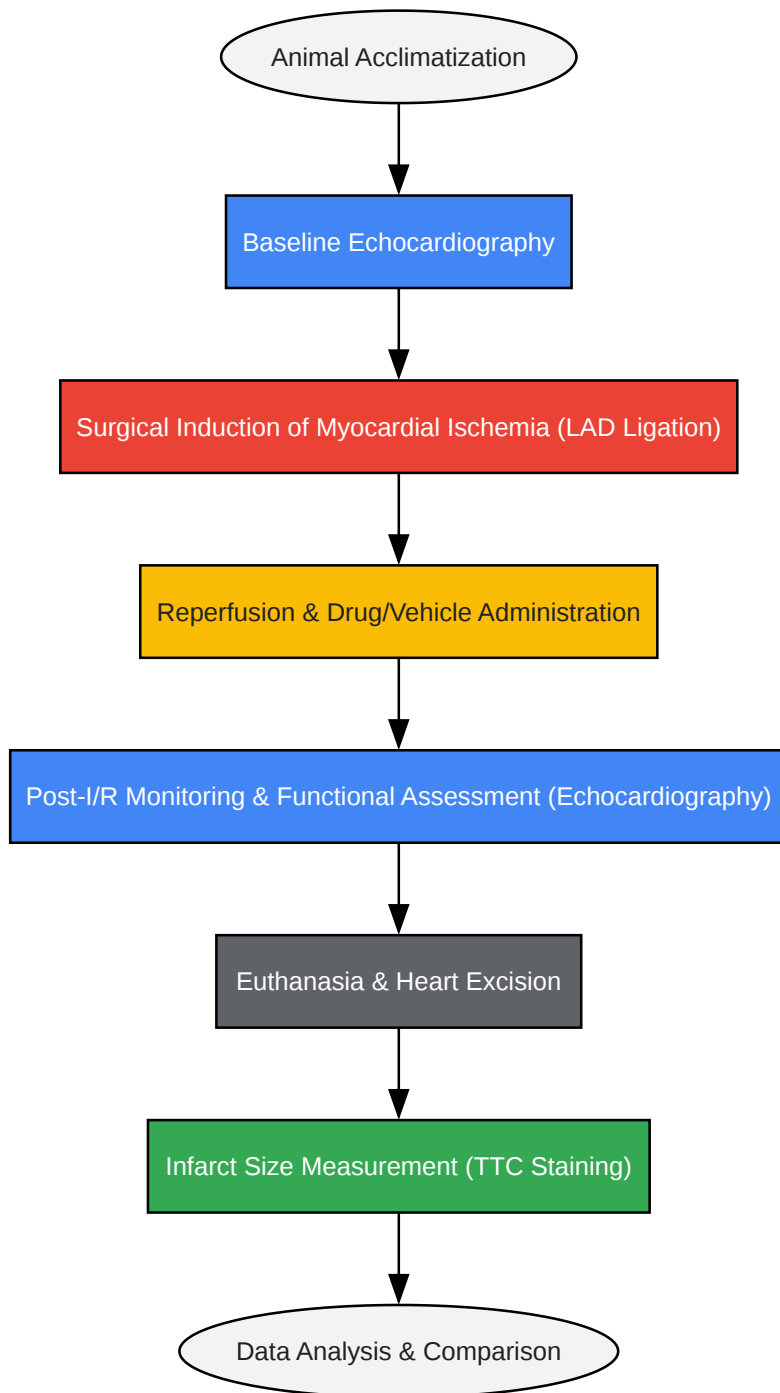 Animal Acclimatization
Baseline Echocardiography
Surgical Induction of Myocardial Ischemia (LAD Ligation)
Reperfusion & Drug/Vehicle Administration
Post-I/R Monitoring & Functional Assessment (Echocardiography)
Euthanasia & Heart Excision
Infarct Size Measurement (TTC Staining)
Data Analysis & Comparison